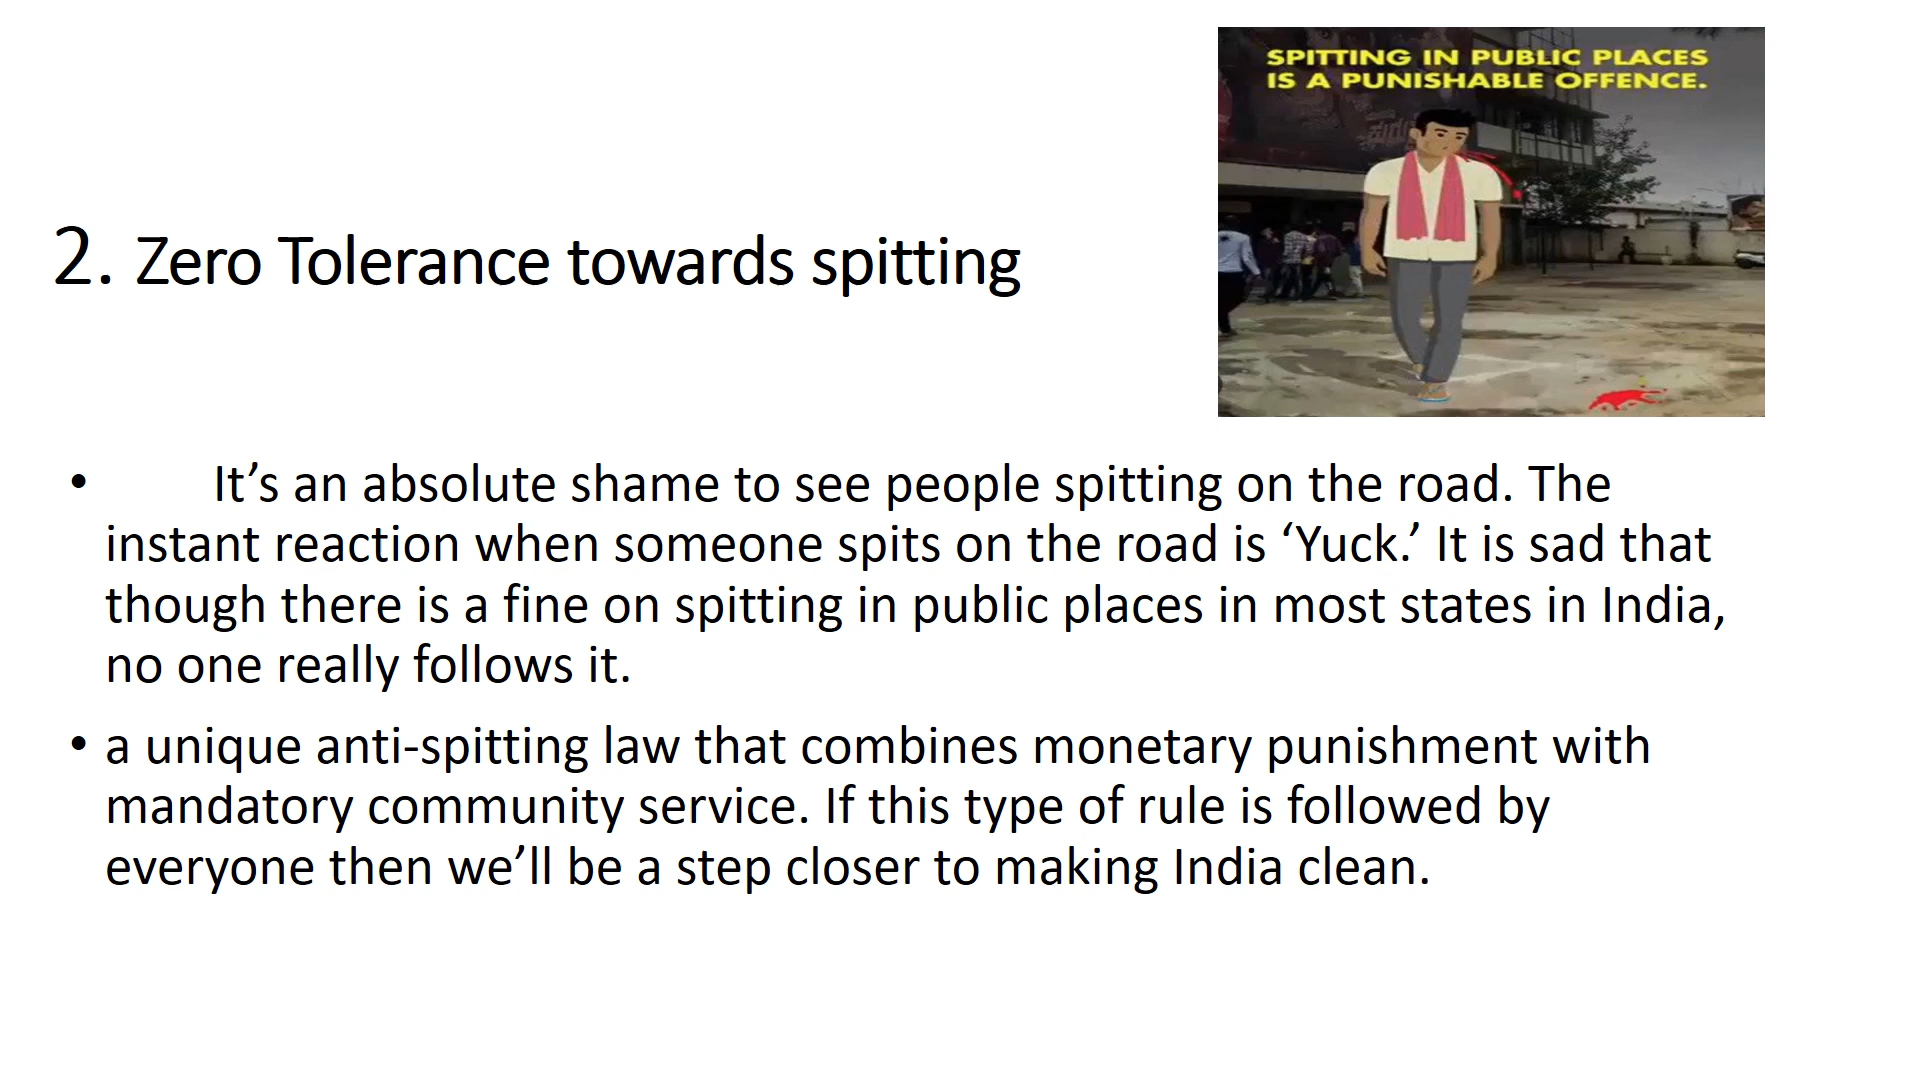 SPITTING IN PUBLIC PLACES
IS A PUNISHABLE OFFENCE.
2. Zero Tolerance towards spitting
• It’s an absolute shame to see people spitting on the road. The
instant reaction when someone spits on the road is ‘Yuck.’ It is sad that
though there is a fine on spitting in public places in most states in India,
no one really follows it.
• a unique anti-spitting law that combines monetary punishment with
mandatory community service. If this type of rule is followed by
everyone then we’ll be a step closer to making India clean.